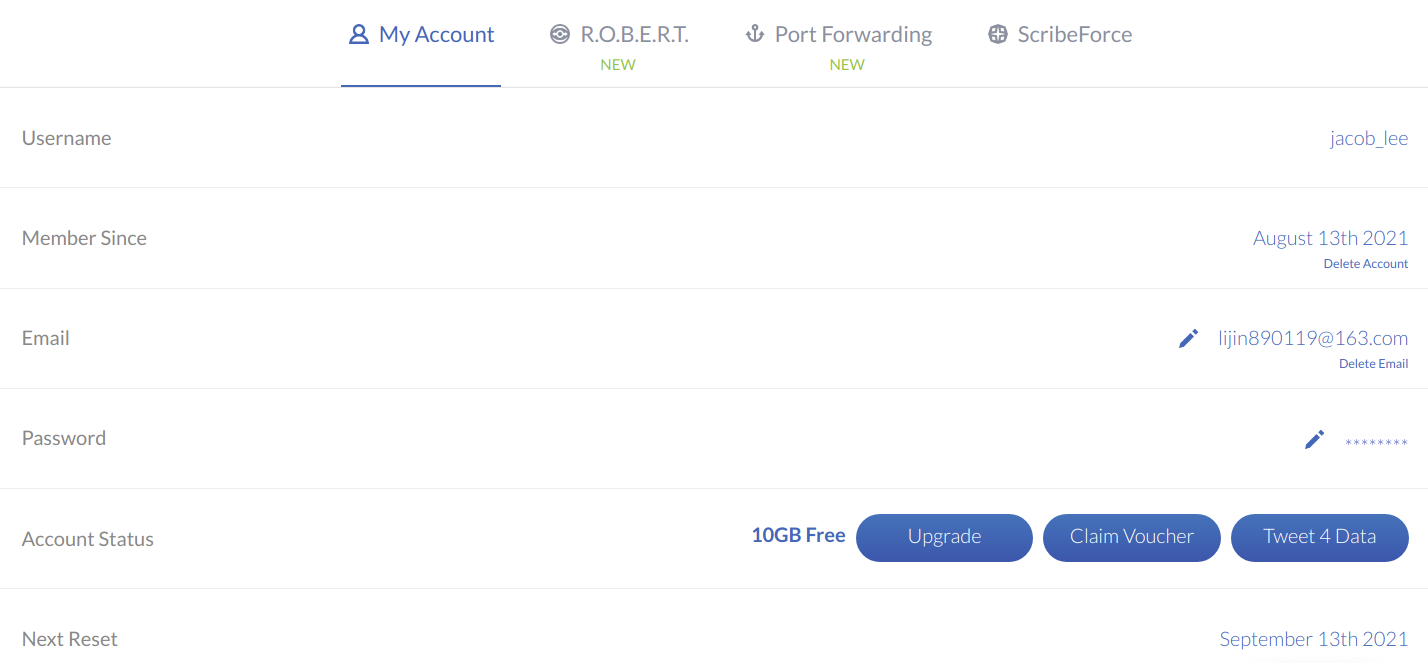 My Account R.O.B.E.R.T. Port Forwarding ScribeForce
NEW NEW
Username jacob_lee
Member Since August 13th 2021
Delete Account
Email lijin890119@163.com
Delete Email
Password ********
Account Status 10GB Free Upgrade Claim Voucher Tweet 4 Data
Next Reset September 13th 2021